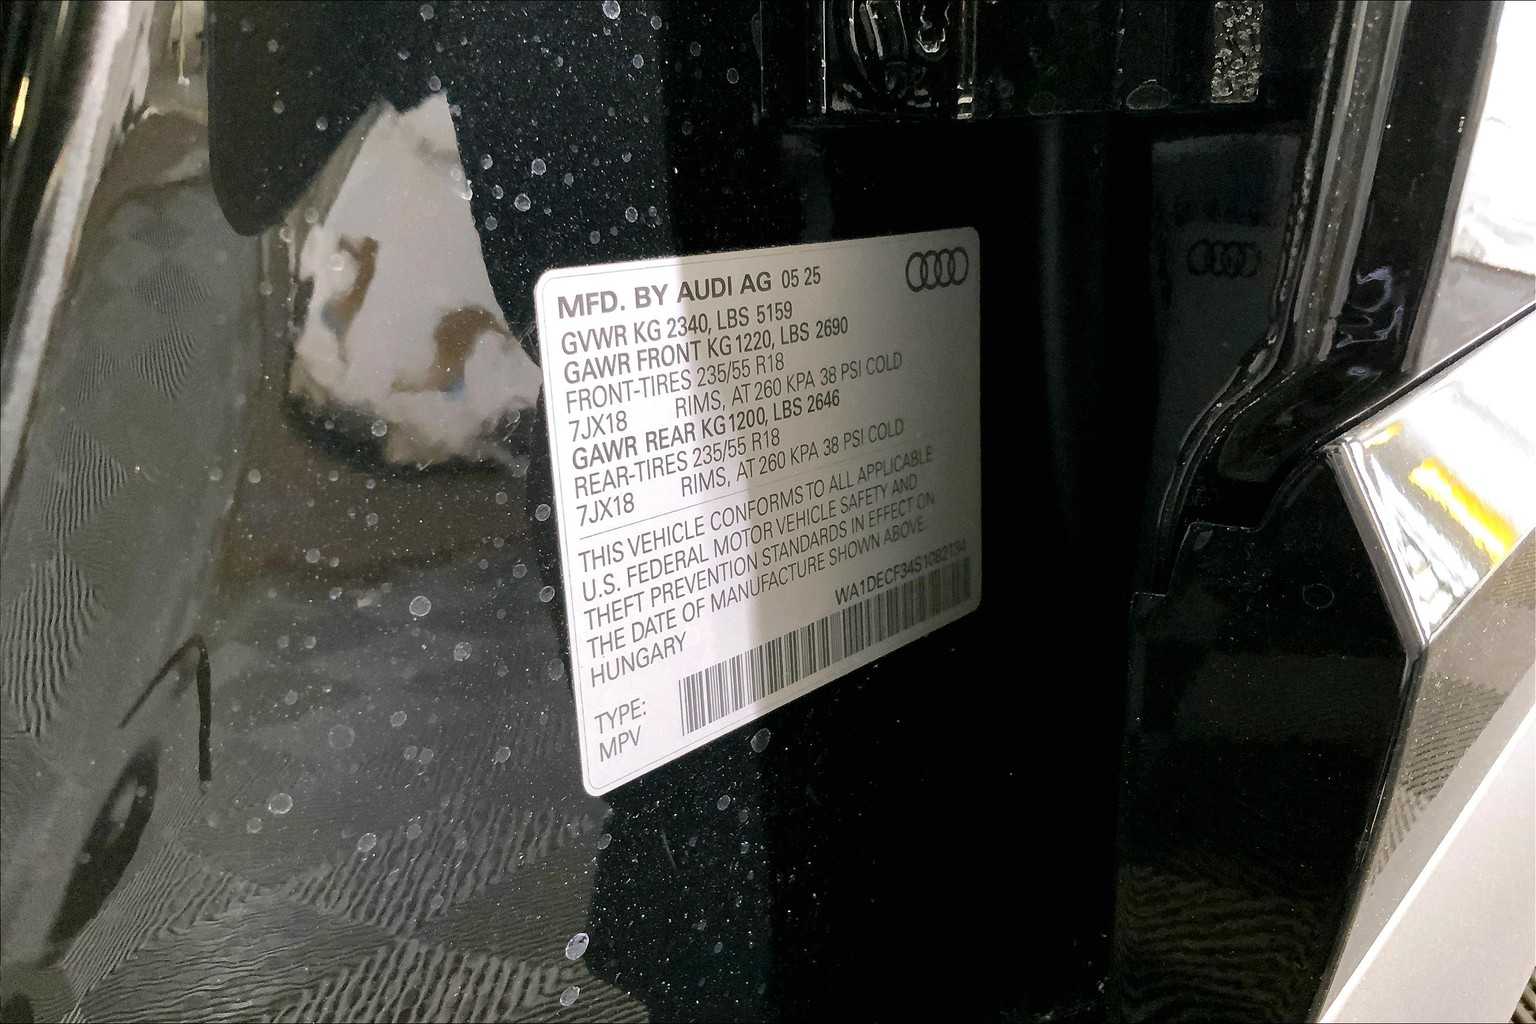 MFD. BY AUDI AG 05 25
GVWR KG 2340, LBS 5159
GAWR FRONT KG 1220, LBS 2690
FRONT-TIRES 235/55 R18
7JX18 RIMS, AT 260 KPA 38 PSI COLD
GAWR REAR KG 1200, LBS 2646
REAR-TIRES 235/55 R18
7JX18 RIMS, AT 260 KPA 38 PSI COLD
THIS VEHICLE CONFORMS TO ALL APPLICABLE
U.S. FEDERAL MOTOR VEHICLE SAFETY AND
THEFT PREVENTION STANDARDS IN EFFECT ON
THE DATE OF MANUFACTURE SHOWN ABOVE.
HUNGARY
WA1DECF34S1082134
TYPE:
MPV